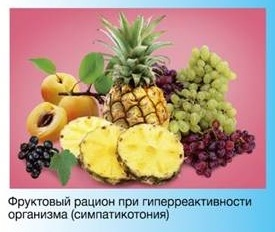 Фруктовый рацион при гиперреактивности
организма (симпатикотония)